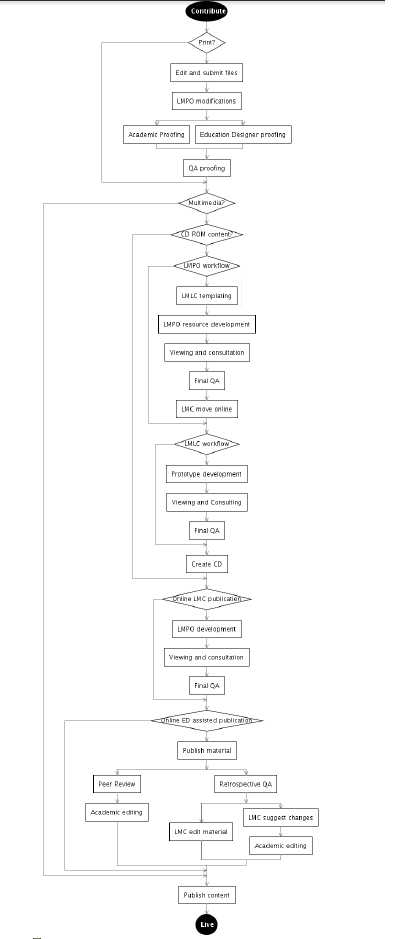 Contribute
Print?
Edit and submit files
LMPO modifications
Academic Proofing
Education Designer proofing
QA proofing
Multimedia?
CD ROM content?
LMPO workflow
LMLC templating
LMPO resource development
Viewing and consultation
Final QA
LMC move online
LMLC workflow
Prototype development
Viewing and Consulting
Final QA
Create CD
Online LMC publication
LMPO development
Viewing and consultation
Final QA
Online ED assisted publication
Publish material
Peer Review
Retrospective QA
Academic editing
LMC suggest changes
LMC edit material
Academic editing
Publish content
Live